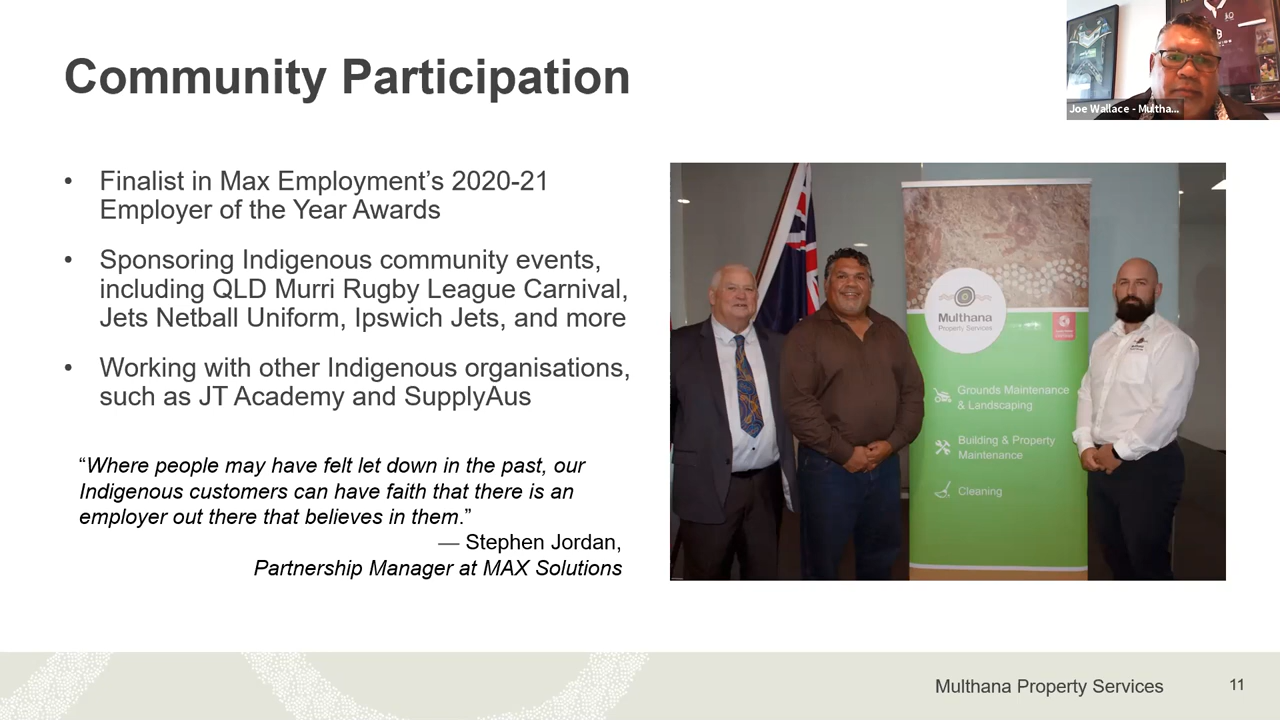 Community Participation
Joe Wallace - Multha...
• Finalist in Max Employment’s 2020-21
Employer of the Year Awards
• Sponsoring Indigenous community events,
including QLD Murri Rugby League Carnival,
Jets Netball Uniform, Ipswich Jets, and more
• Working with other Indigenous organisations,
such as JT Academy and SupplyAus
“Where people may have felt let down in the past, our
Indigenous customers can have faith that there is an
employer out there that believes in them.”
— Stephen Jordan,
Partnership Manager at MAX Solutions
Multhana
Property Services
Grounds Maintenance
& Landscaping
Building & Property
Maintenance
Cleaning
Multhana Property Services
11